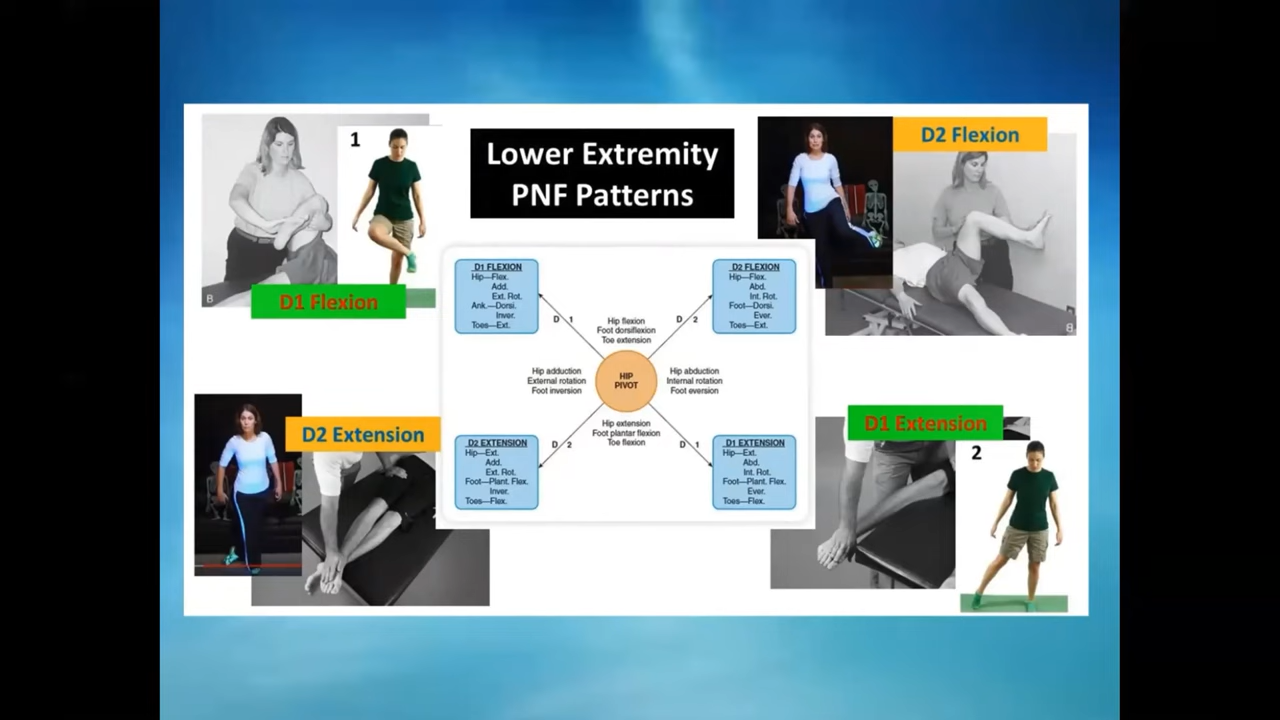 1
Lower Extremity
PNF Patterns
D2 Flexion
B
D1 Flexion
B
D1 FLEXION
Hip—Flex.
Add.
Ext. Rot.
Ank.—Dorsi.
Inver.
Toes—Ext.
D2 FLEXION
Hip—Flex.
Abd.
Int. Rot.
Foot—Dorsi.
Ever.
Toes—Ext.
D 1
D 2
Hip flexion
Foot dorsiflexion
Toe extension
Hip adduction
External rotation
Foot inversion
HIP
PIVOT
Hip abduction
Internal rotation
Foot eversion
Hip extension
Foot plantar flexion
Toe flexion
D 2
D 1
D2 EXTENSION
Hip—Ext.
Add.
Ext. Rot.
Foot—Plant. Flex.
Inver.
Toes—Flex.
D1 EXTENSION
Hip—Ext.
Abd.
Int. Rot.
Foot—Plant. Flex.
Ever.
Toes—Flex.
D2 Extension
D1 Extension
2